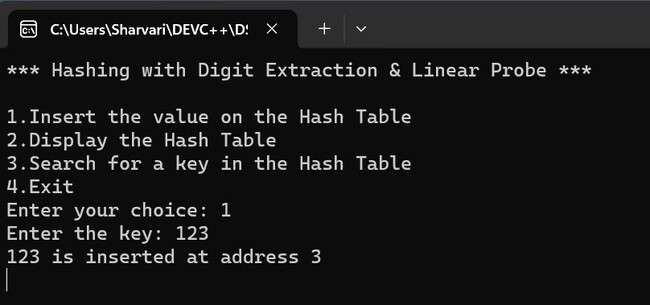 C:\Users\Sharvari\DEVC++\DS
*** Hashing with Digit Extraction & Linear Probe ***
1.Insert the value on the Hash Table
2.Display the Hash Table
3.Search for a key in the Hash Table
4.Exit
Enter your choice: 1
Enter the key: 123
123 is inserted at address 3